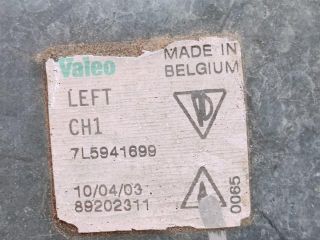 Valeo
MADE IN
BELGIUM
LEFT
CH1
7L5941699
10/04/03
89202311
0065